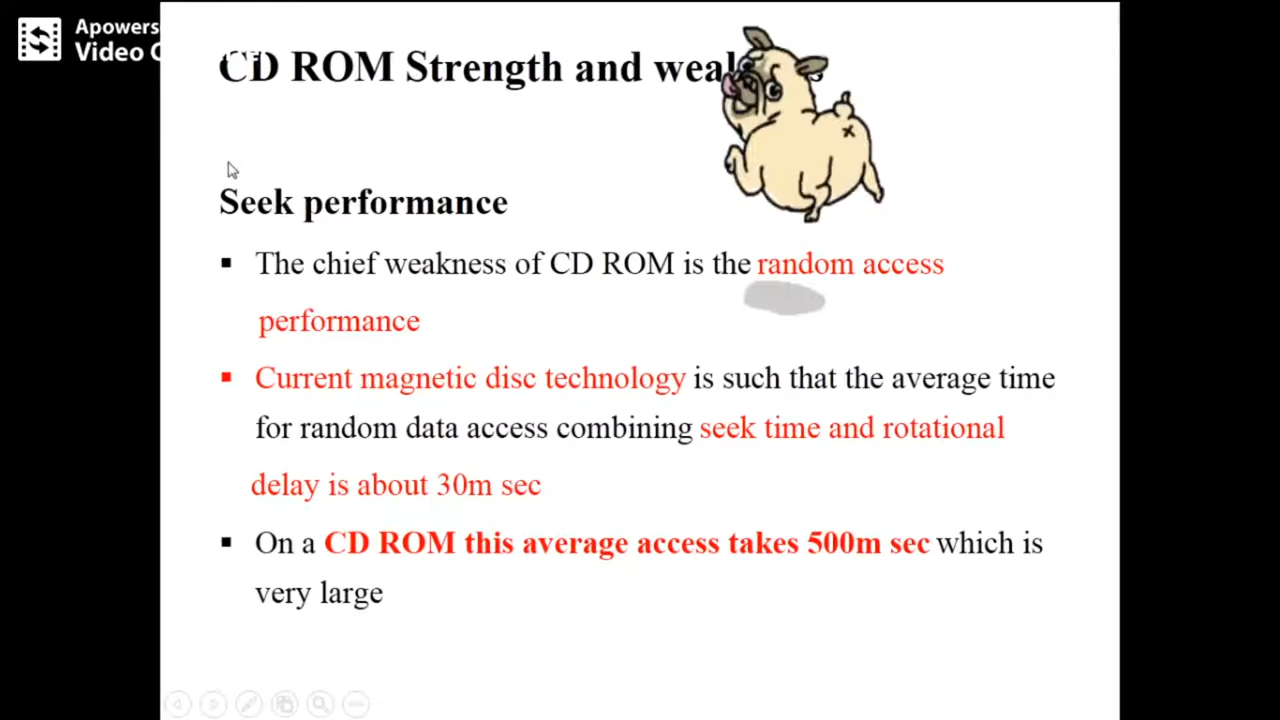 Apowers
Video C
CD ROM Strength and
Seek performance
▪ The chief weakness of CD ROM is the random access
performance
▪ Current magnetic disc technology is such that the average time
for random data access combining seek time and rotational
delay is about 30m sec
▪ On a CD ROM this average access takes 500m sec which is
very large